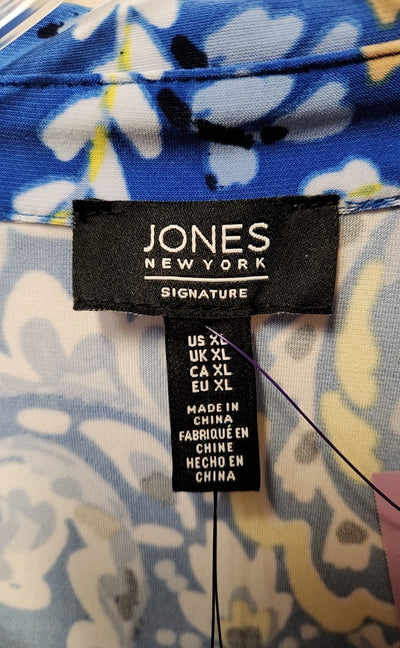 JONES
NEW YORK
SIGNATURE
US XL
UK XL
CA XL
EU XL
MADE IN
CHINA
FABRIQUÉ EN
CHINE
HECHO EN
CHINA